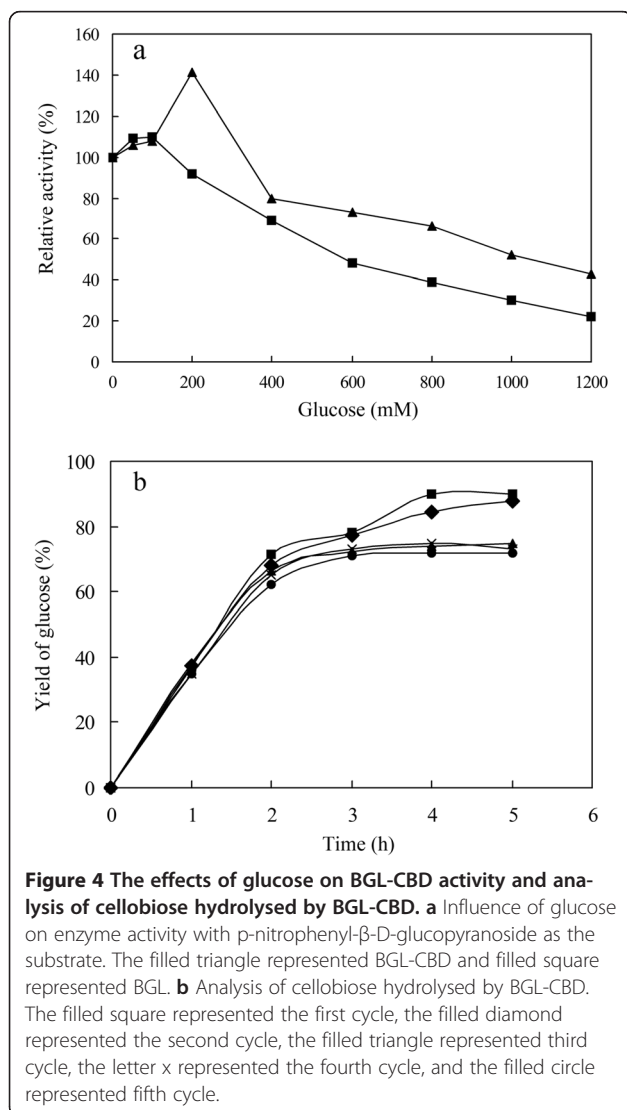 160
140
120
100
80
60
40
20
0
a
Relative activity (%)
0 200 400 600 800 1000 1200
Glucose (mM)
100
80
60
40
20
0
b
Yield of glucose (%)
0 1 2 3 4 5 6
Time (h)
Figure 4 The effects of glucose on BGL-CBD activity and ana-
lysis of cellobiose hydrolysed by BGL-CBD. a Influence of glucose
on enzyme activity with p-nitrophenyl-β-D-glucopyranoside as the
substrate. The filled triangle represented BGL-CBD and filled square
represented BGL. b Analysis of cellobiose hydrolysed by BGL-CBD.
The filled square represented the first cycle, the filled diamond
represented the second cycle, the filled triangle represented third
cycle, the letter x represented the fourth cycle, and the filled circle
represented fifth cycle.